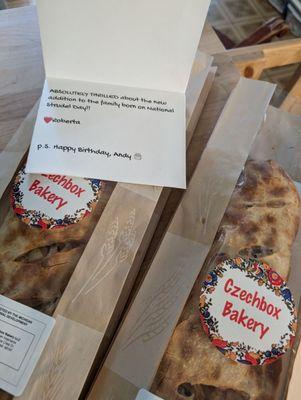 ABSOLUTELY THRILLED about the new
addition to the family born on National
Strudel Day!!
❤Roberta
p.s. Happy Birthday, Andy
Czechbox
Bakery
Czechbox
Bakery